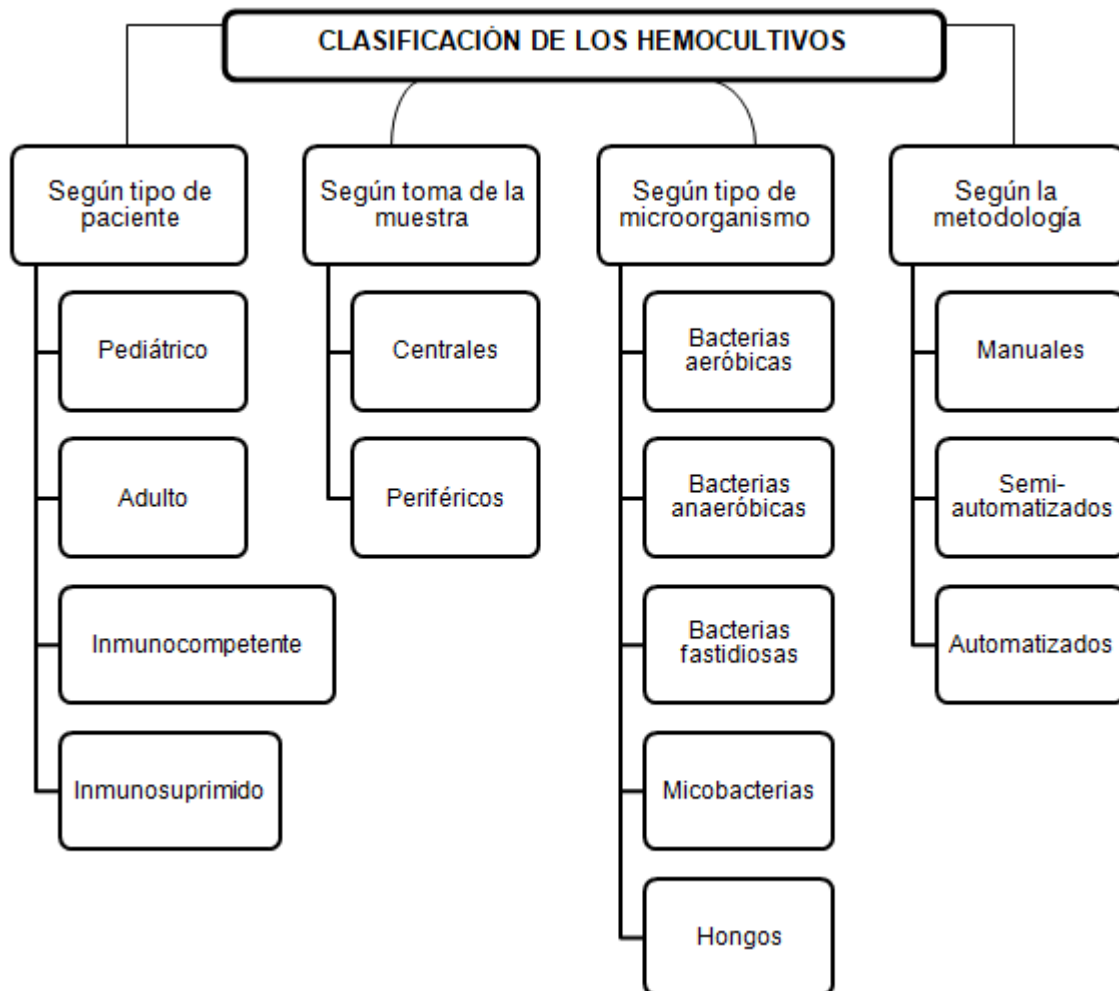 CLASIFICACIÓN DE LOS HEMOCULTIVOS
Según tipo de
paciente
Pediátrico
Adulto
Inmunocompetente
Inmunosuprimido
Según toma de la
muestra
Centrales
Periféricos
Según tipo de
microorganismo
Bacterias
aeróbicas
Bacterias
anaeróbicas
Bacterias
fastidiosas
Micobacterias
Hongos
Según la
metodología
Manuales
Semi-
automatizados
Automatizados